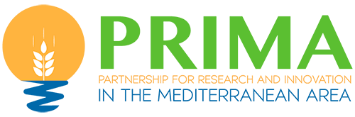 PRIMA
PARTNERSHIP FOR RESEARCH AND INNOVATION
IN THE MEDITERRANEAN AREA